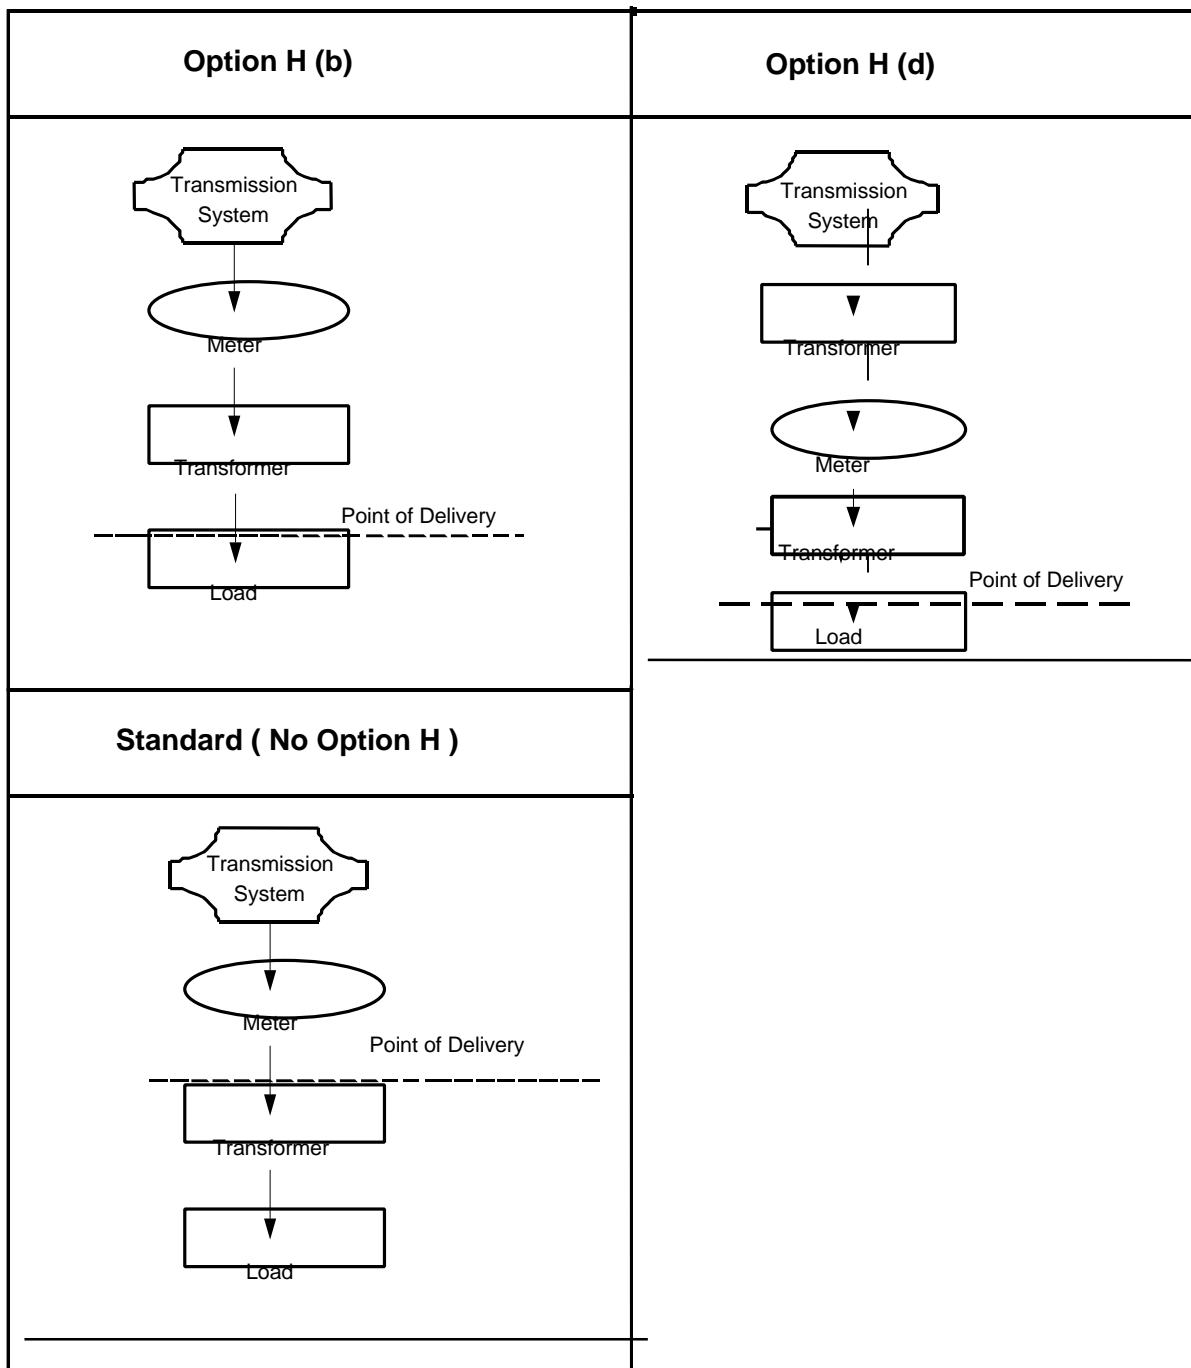 Option H (b)
Transmission
System
Meter
Transformer
Point of Delivery
Load
Option H (d)
Transmission
System
Transformer
Meter
Transformer
Point of Delivery
Load
Standard ( No Option H )
Transmission
System
Meter
Point of Delivery
Transformer
Load